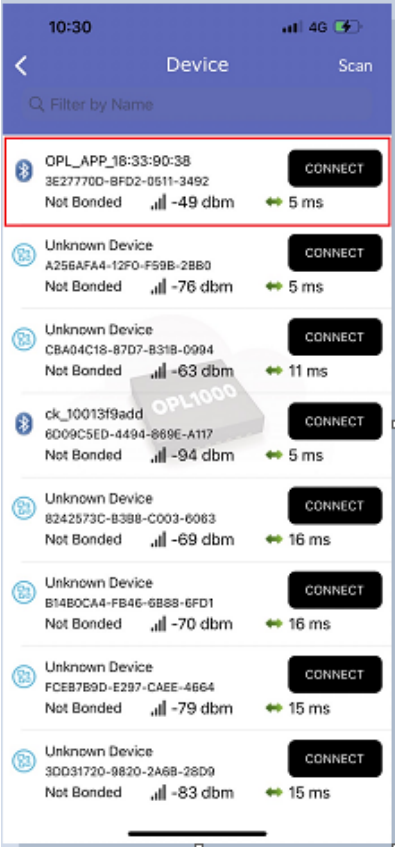 10:30 4G
Device Scan
Filter by Name
OPL_APP_18:33:90:38
3E27770D-BFD2-0511-3492
Not Bonded -49 dbm 5 ms
CONNECT
Unknown Device
A256AFA4-12F0-F59B-2BB0
Not Bonded -76 dbm 5 ms
CONNECT
Unknown Device
CBA04C18-87D7-B31B-0994
Not Bonded -63 dbm 11 ms
CONNECT
OPL1000
ck_10013f9add
6D09C5ED-4494-869E-A117
Not Bonded -94 dbm 5 ms
CONNECT
Unknown Device
8242573C-B3B8-C003-6063
Not Bonded -69 dbm 16 ms
CONNECT
Unknown Device
B14B0CA4-FB46-6B88-6FD1
Not Bonded -70 dbm 16 ms
CONNECT
Unknown Device
FCEB7B9D-E297-CAEE-4664
Not Bonded -79 dbm 15 ms
CONNECT
Unknown Device
3DD31720-9820-2A6B-28D9
Not Bonded -83 dbm 15 ms
CONNECT